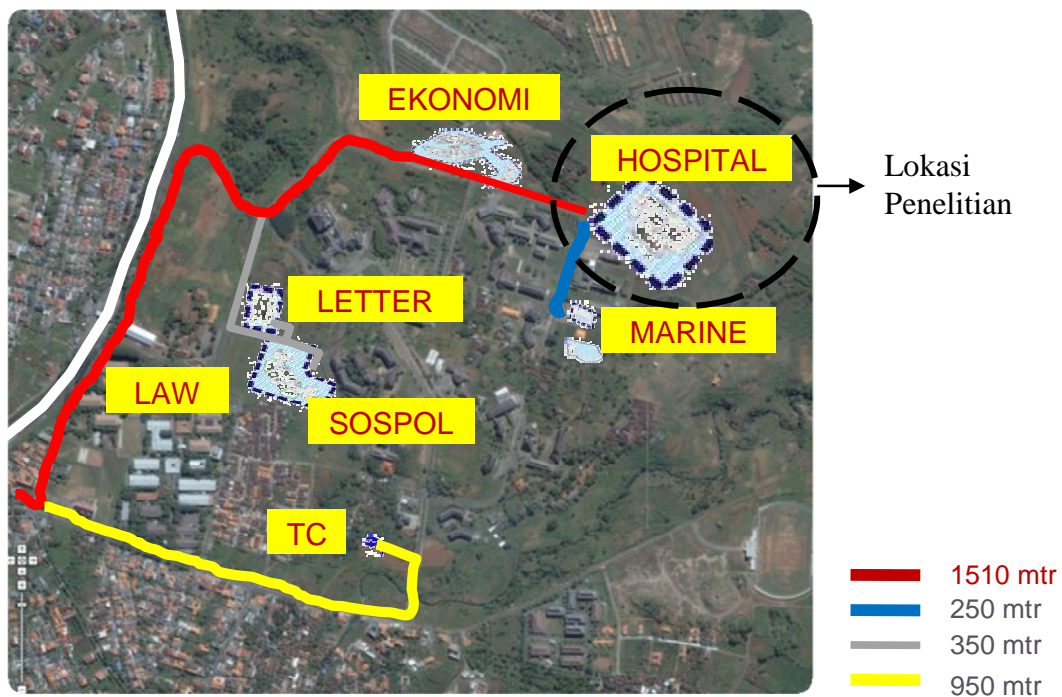 EKONOMI
HOSPITAL
Lokasi
Penelitian
LETTER
MARINE
LAW
SOSPOL
TC
1510 mtr
250 mtr
350 mtr
950 mtr